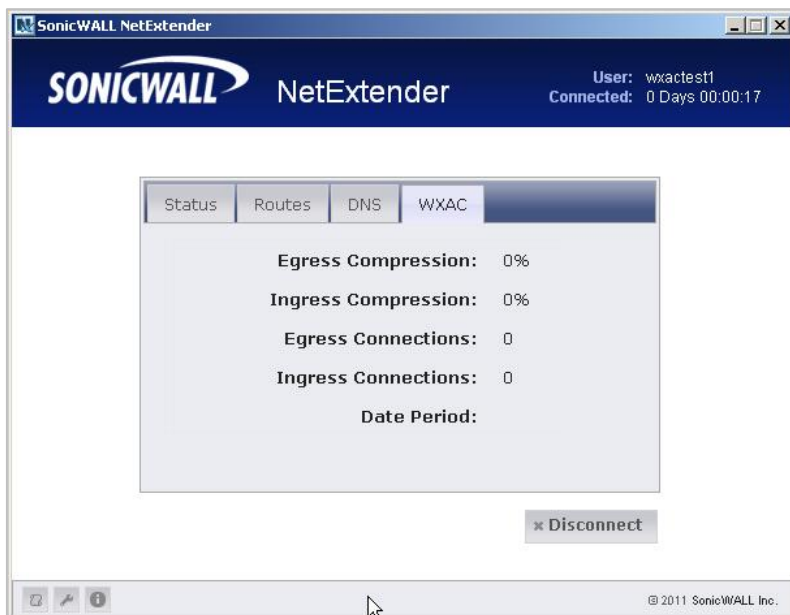 SonicWALL NetExtender
SONICWALL NetExtender
User: wxactest1
Connected: 0 Days 00:00:17
Status Routes DNS WXAC
Egress Compression: 0%
Ingress Compression: 0%
Egress Connections: 0
Ingress Connections: 0
Date Period:
× Disconnect
© 2011 SonicWALL Inc.